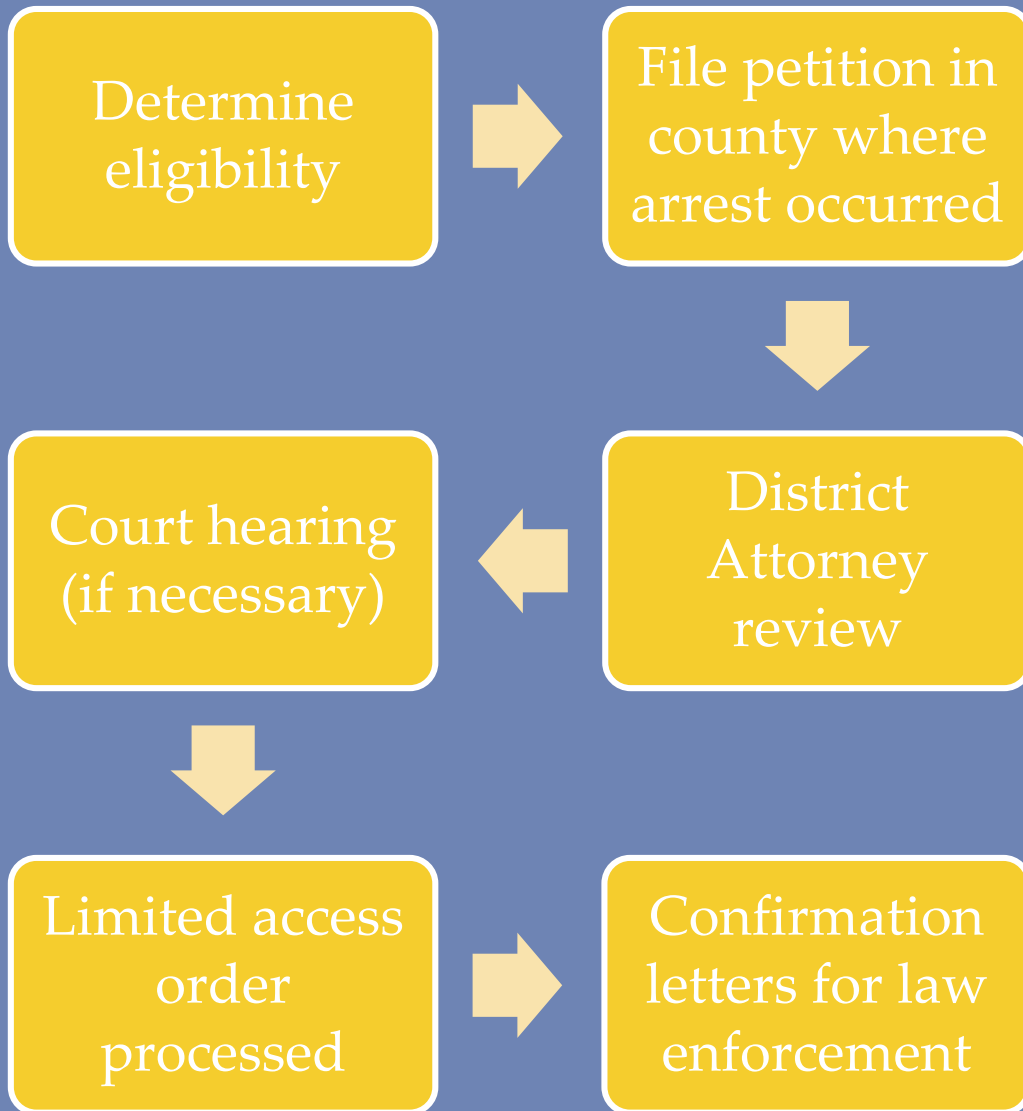 Determine
eligibility
File petition in
county where
arrest occurred
District
Attorney
review
Court hearing
(if necessary)
Limited access
order
processed
Confirmation
letters for law
enforcement